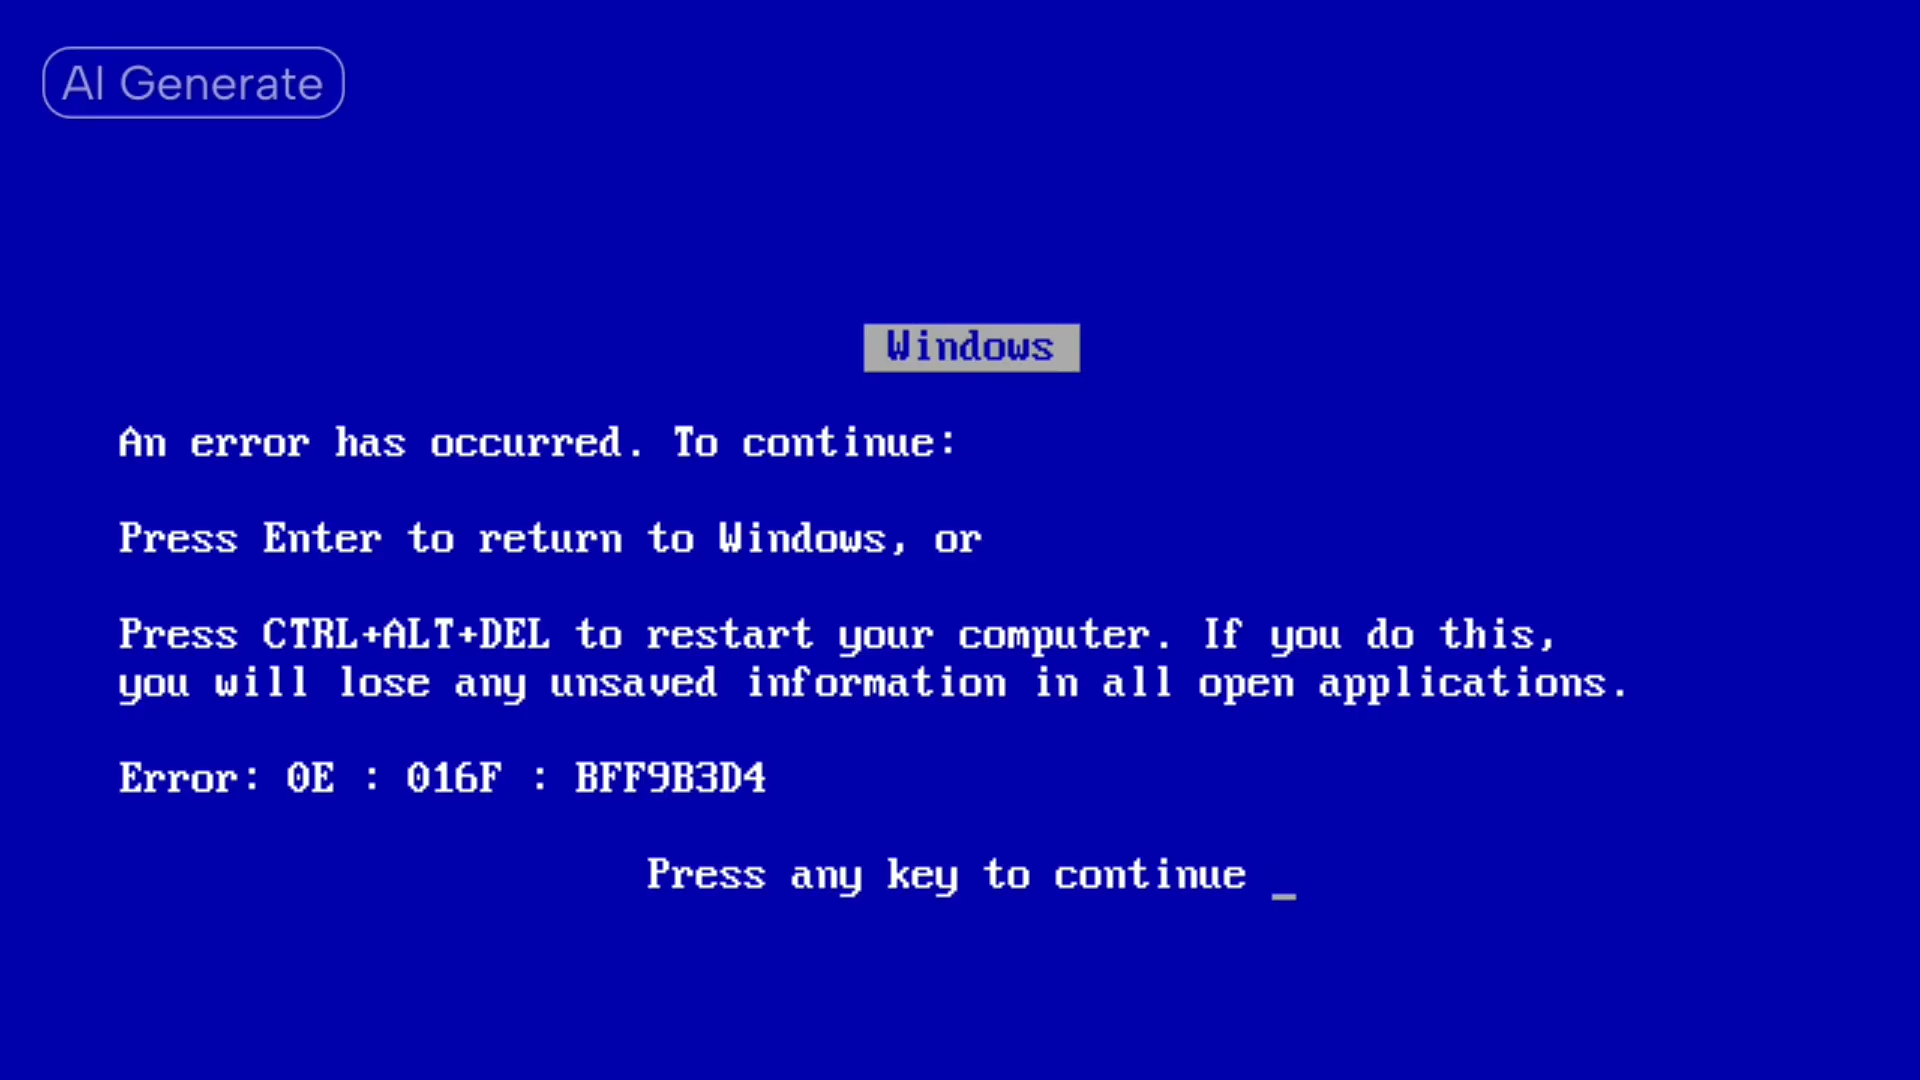 AI Generate
Windows
An error has occurred. To continue:
Press Enter to return to Windows, or
Press CTRL+ALT+DEL to restart your computer. If you do this,
you will lose any unsaved information in all open applications.
Error: 0E : 016F : BFF9B3D4
Press any key to continue _